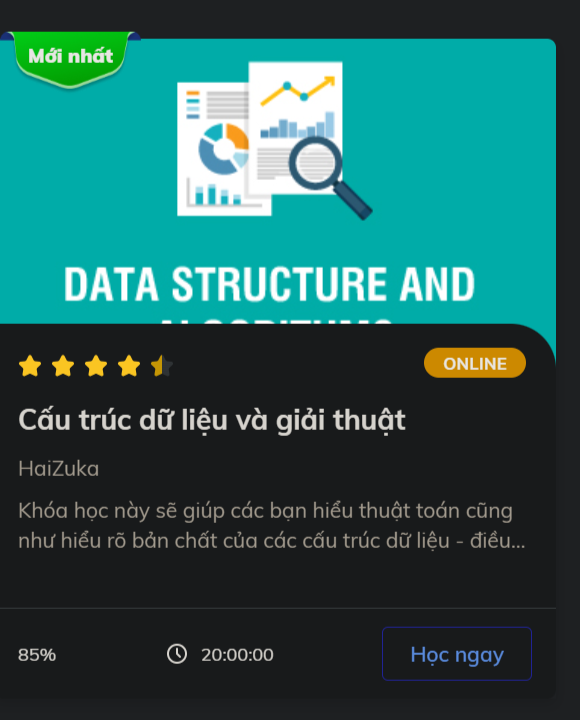 Mới nhất
DATA STRUCTURE AND
ALGORITHMS
ONLINE
Cấu trúc dữ liệu và giải thuật
HaiZuka
Khóa học này sẽ giúp các bạn hiểu thuật toán cũng
như hiểu rõ bản chất của các cấu trúc dữ liệu - điều...
85%
20:00:00
Học ngay